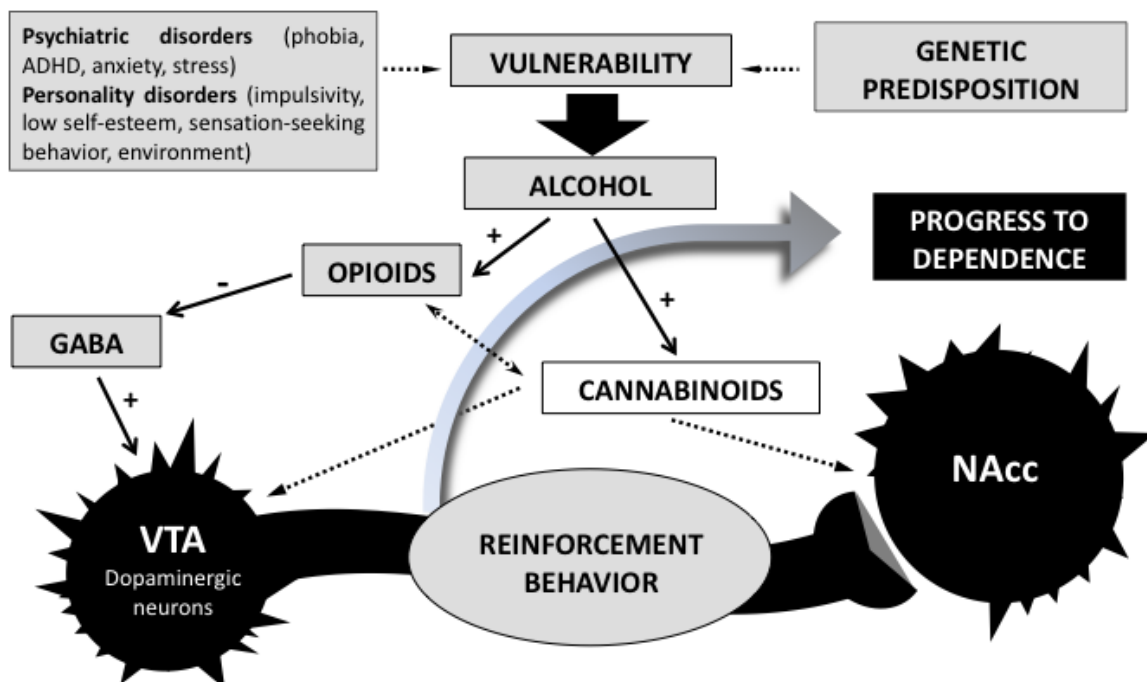 Psychiatric disorders (phobia,
ADHD, anxiety, stress)
Personality disorders (impulsivity,
low self-esteem, sensation-seeking
behavior, environment)
VULNERABILITY
GENETIC
PREDISPOSITION
ALCOHOL
PROGRESS TO
DEPENDENCE
+
OPIOIDS
+
-
GABA
+
CANNABINOIDS
NAcc
VTA
Dopaminergic
neurons
REINFORCEMENT
BEHAVIOR